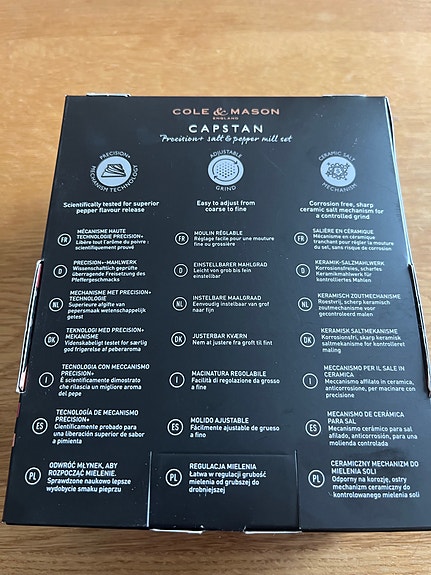 COLE & MASON
ENGLAND
CAPSTAN
Precision+ salt & pepper mill set
PRECISION+
MECHANISM TECHNOLOGY
Scientifically tested for superior
pepper flavour release
FR
MÉCANISME HAUTE
TECHNOLOGIE PRECISION+
Libère tout l'arôme du poivre :
scientifiquement prouvé
D
PRECISION+-MAHLWERK
Wissenschaftlich geprüfte
überragende Freisetzung des
Pfeffergeschmacks
NL
MECHANISME MET PRECISION+
TECHNOLOGIE
Superieure afgifte van
pepersmaak wetenschappelijk
getest
DK
TEKNOLOGI MED PRECISION+
MEKANISME
Videnskabeligt testet for særlig
god frigørelse af peberaroma
I
TECNOLOGIA CON MECCANISMO
PRECISION+
È scientificamente dimostrato
che rilascia un migliore aroma
del pepe
ES
TECNOLOGÍA DE MECANISMO
PRECISION+
Científicamente probado para
una liberación superior de sabor
a pimienta
PL
ODWRÓĆ MŁYNEK, ABY
ROZPOCZĄĆ MIELENIE.
Sprawdzone naukowo lepsze
wydobycie smaku pieprzu
ADJUSTABLE
GRIND
Easy to adjust from
coarse to fine
FR
MOULIN RÉGLABLE
Réglage facile pour une mouture
fine ou grossière
D
EINSTELLBARER MAHLGRAD
Leicht von grob bis fein
einstellbar
NL
INSTELBARE MAALGRAAD
Eenvoudig instelbaar van grof
naar fijn
DK
JUSTERBAR KVÆRN
Nem at justere fra groft til fint
I
MACINATURA REGOLABILE
Facilità di regolazione da grosso
a fine
ES
MOLIDO AJUSTABLE
Fácilmente ajustable de grueso
a fino
PL
REGULACJA MIELENIA
Łatwa w regulacji grubość
mielenia od grubszej do
drobniejszej
CERAMIC SALT
MECHANISM
Corrosion free, sharp
ceramic salt mechanism for
a controlled grind
FR
SALIÈRE EN CÉRAMIQUE
Mécanisme en céramique
tranchant pour régler la mouture
du sel, sans risque de corrosion
D
KERAMIK-SALZMAHLWERK
Korrosionsfreies, scharfes
Keramikmahlwerk für
kontrolliertes Mahlen
NL
KERAMISCH ZOUTMECHANISME
Roestvrij, scherp keramisch
zoutmechanisme voor
gecontroleerd malen
DK
KERAMISK SALTMEKANISME
Korrosionsfri, skarp keramisk
saltmekanisme for kontrolleret
maling
I
MECCANISMO PER IL SALE IN
CERAMICA
Meccanismo affilato in ceramica,
anticorrosione, per macinare con
precisione
ES
MECANISMO DE CERÁMICA
PARA SAL
Mecanismo cerámico para sal
afilado, anticorrosión, para una
molienda controlada
PL
CERAMICZNY MECHANIZM DO
MIELENIA SOLI
Odporny na korozję, ostry
mechanizm ceramiczny do
kontrolowanego mielenia soli